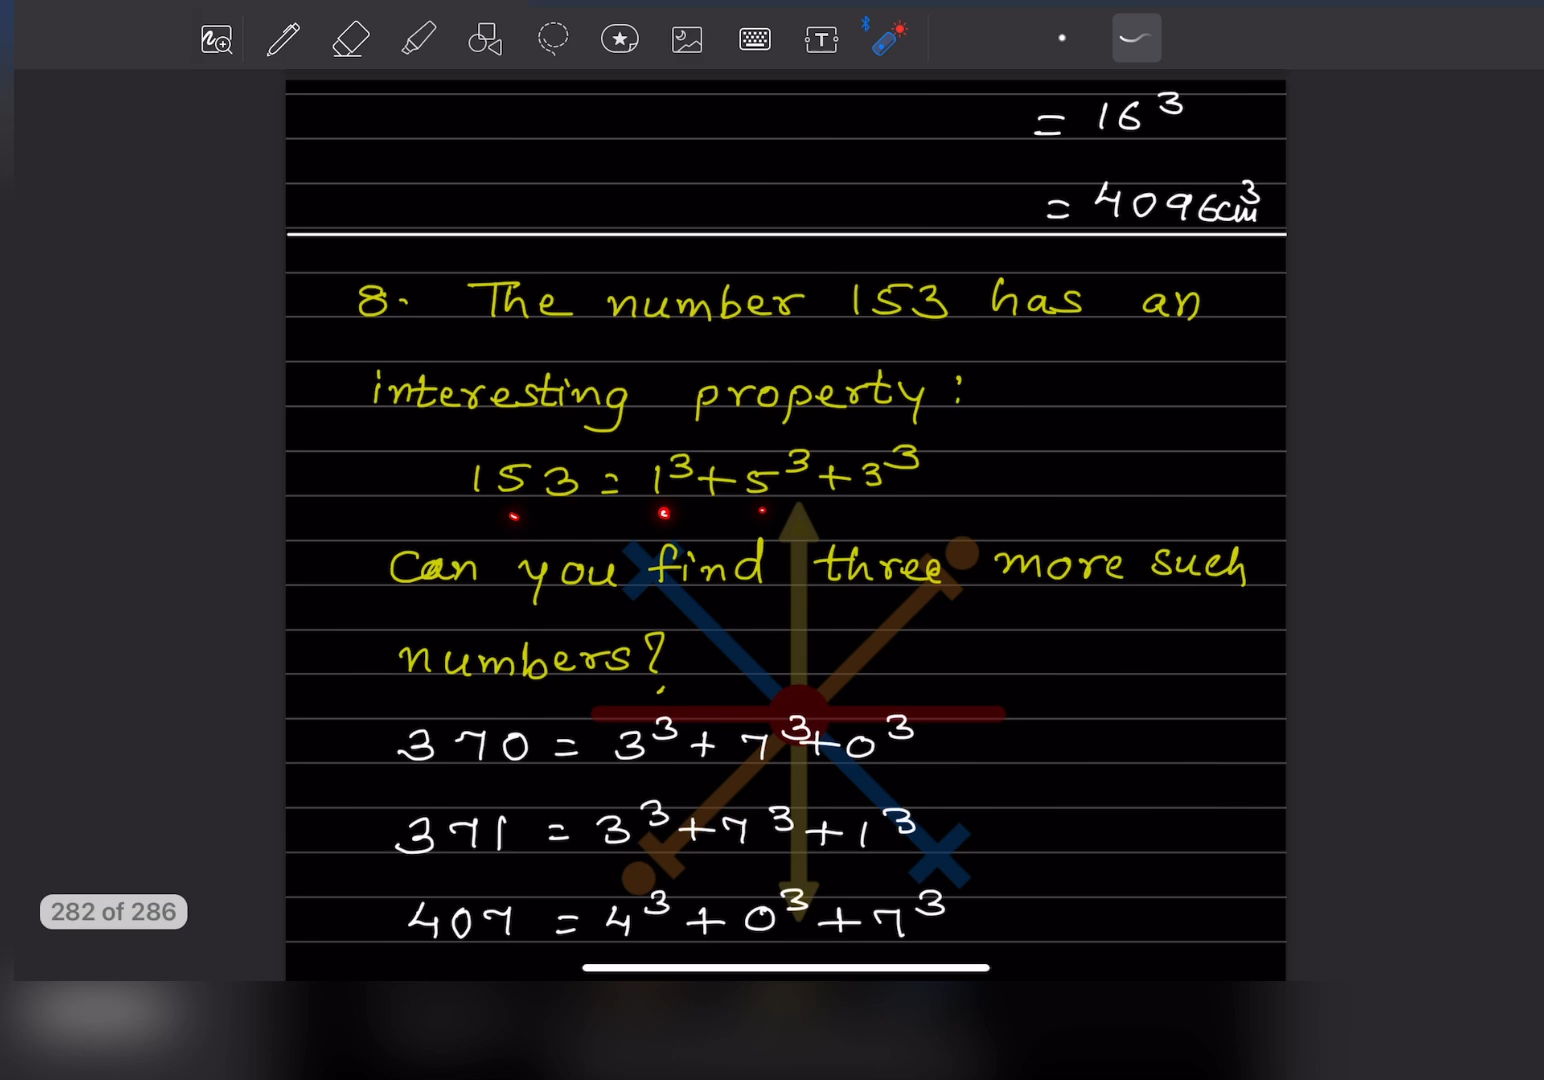 = 16³
= 4096cm³
8. The number 153 has an
interesting property:
153 = 1³+5³+3³
Can you find three more such
numbers?
370 = 3³+7³+0³
371 = 3³+7³+1³
407 = 4³+0³+7³
282 of 286